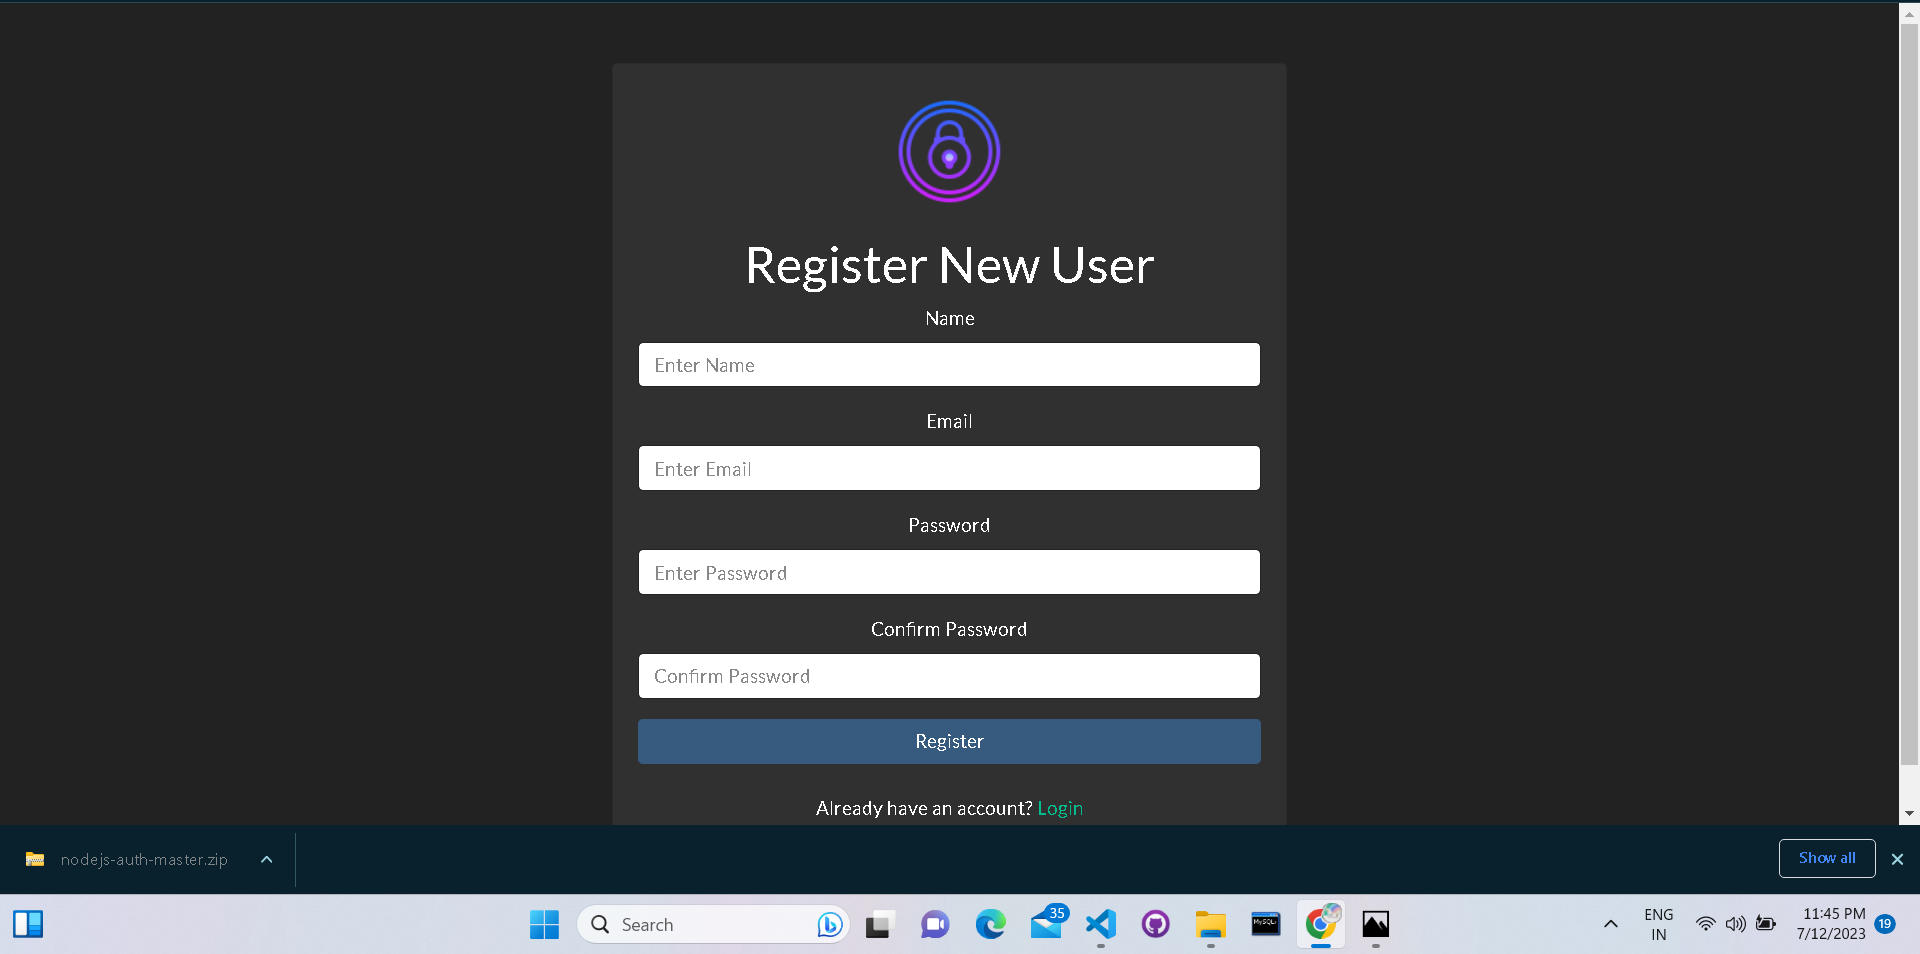 Register New User
Name
Enter Name
Email
Enter Email
Password
Enter Password
Confirm Password
Confirm Password
Register
Already have an account? Login
nodejs-auth-master.zip
Show all
Search
35
MySQL
ENG
IN
11:45 PM
7/12/2023
19